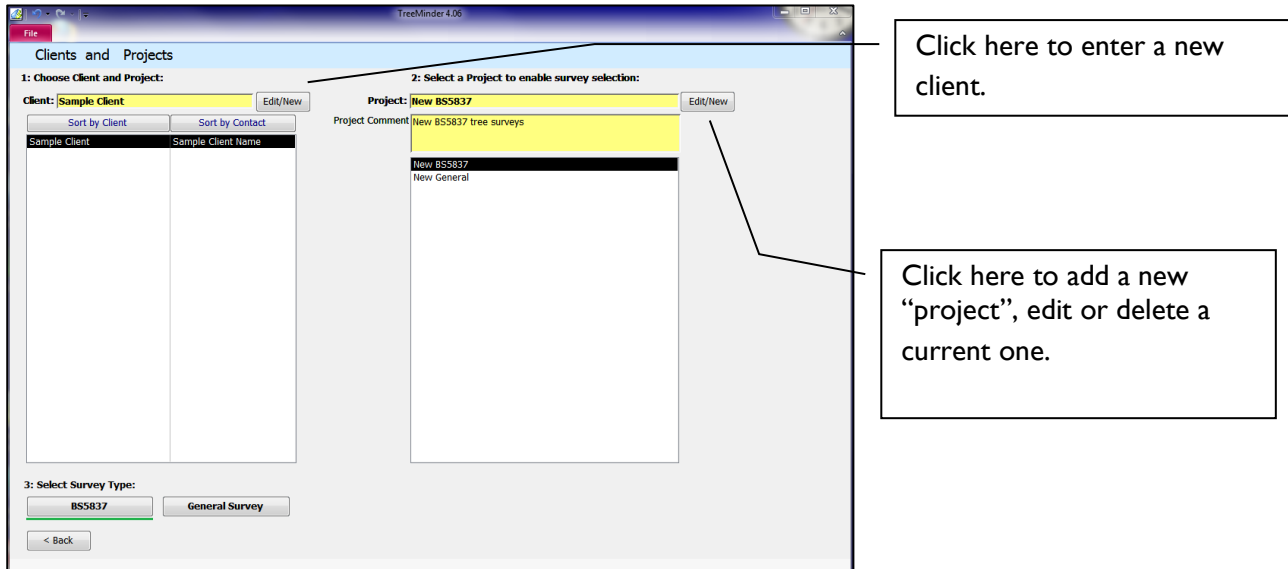 TreeMinder 4.06
File
Clients and Projects
1: Choose Client and Project:
2: Select a Project to enable survey selection:
Client: Sample Client Edit/New
Project: New BS5837 Edit/New
Sort by Client Sort by Contact
Project Comment New BS5837 tree surveys
Sample Client Sample Client Name
New BS5837
New General
3: Select Survey Type:
BS5837 General Survey
< Back
Click here to enter a new
client.
Click here to add a new
“project”, edit or delete a
current one.